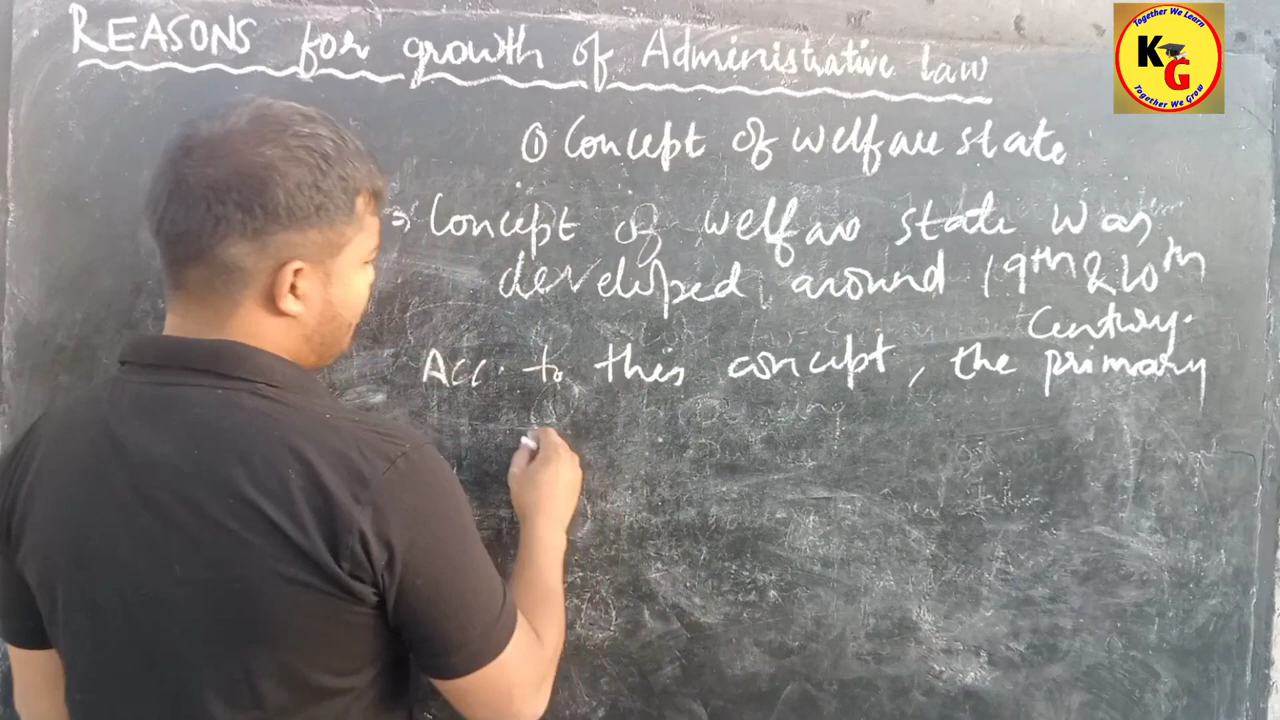 REASONS for growth of Administrative law
① Concept of welfare state
→ Concept of welfare state was
developed around 19th & 20th
Century.
Acc. to this concept, the primary
Together We Learn
KG
Together We Grow